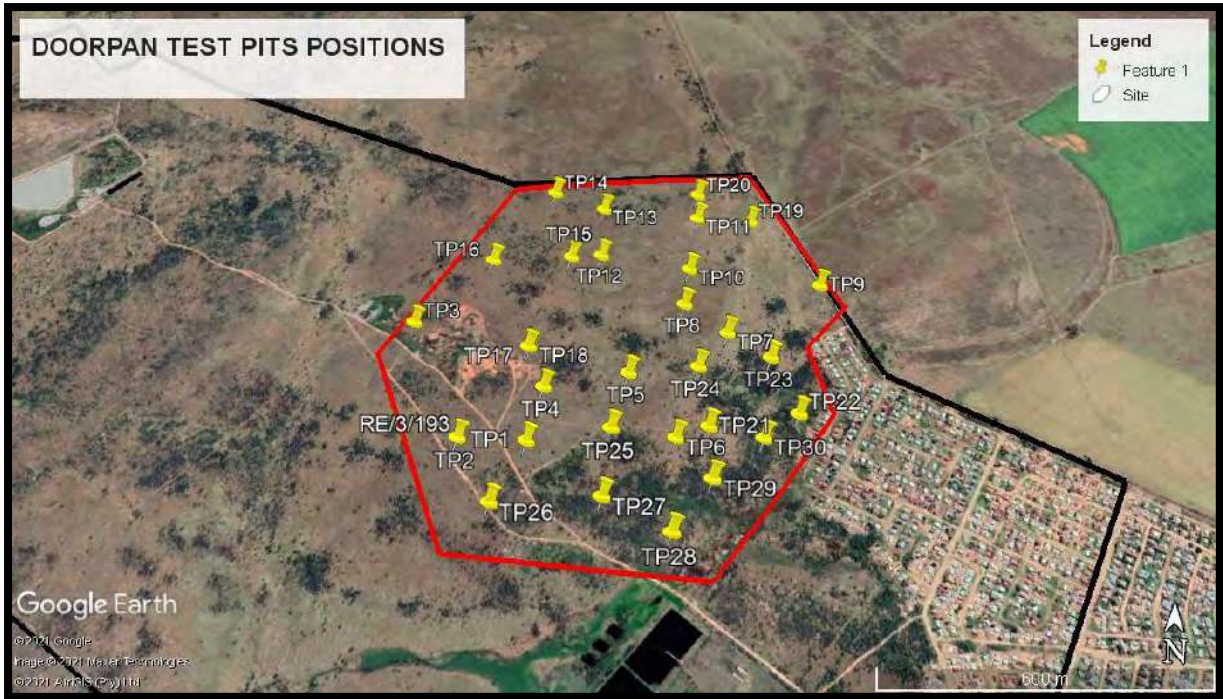 DOORPAN TEST PITS POSITIONS
Legend
Feature 1
Site
TP14
TP20
TP13
TP11
TP19
TP15
TP16
TP12
TP10
TP9
TP3
TP8
TP7
TP17
TP18
TP23
TP24
TP5
TP4
TP22
RE/3/193
TP1
TP25
TP6
TP21
TP30
TP2
TP29
TP26
TP27
TP28
Google Earth
©2021 Google
Image © 2021 Maxar Technologies
©2021 AfriGIS (Pty) Ltd
N
600 m